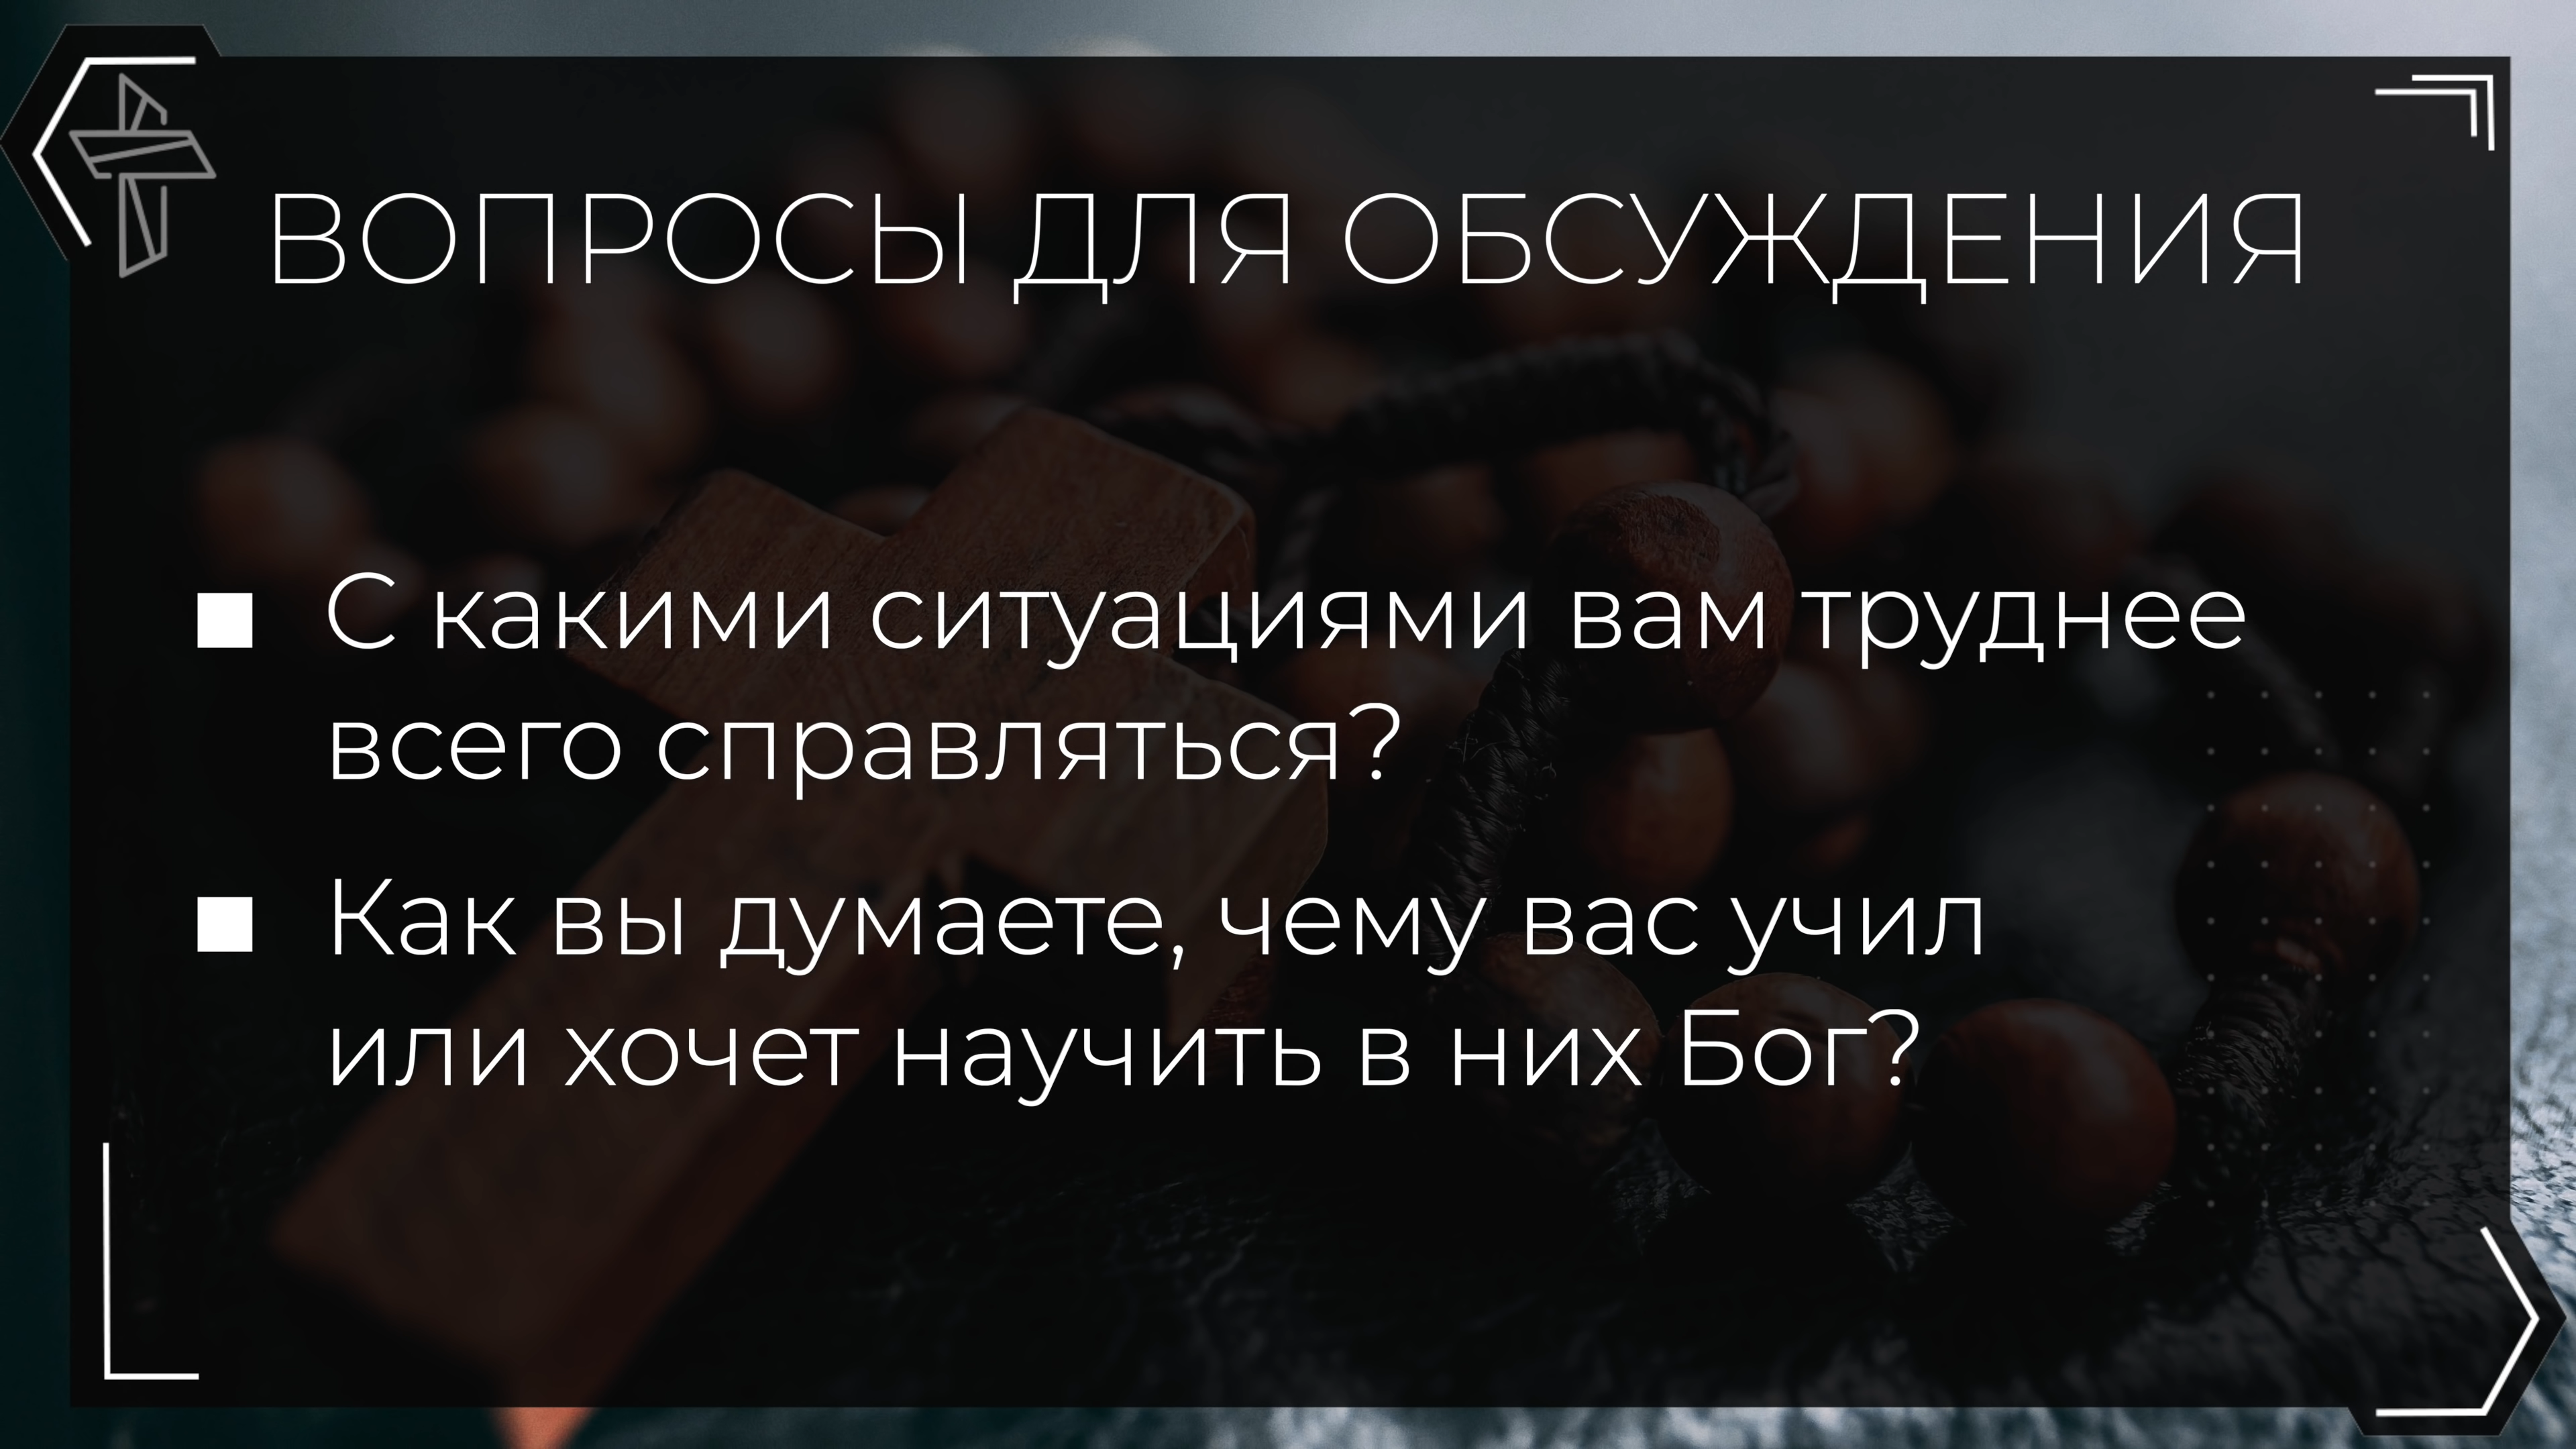 ВОПРОСЫ ДЛЯ ОБСУЖДЕНИЯ
С какими ситуациями вам труднее
всего справляться?
Как вы думаете, чему вас учил
или хочет научить в них Бог?